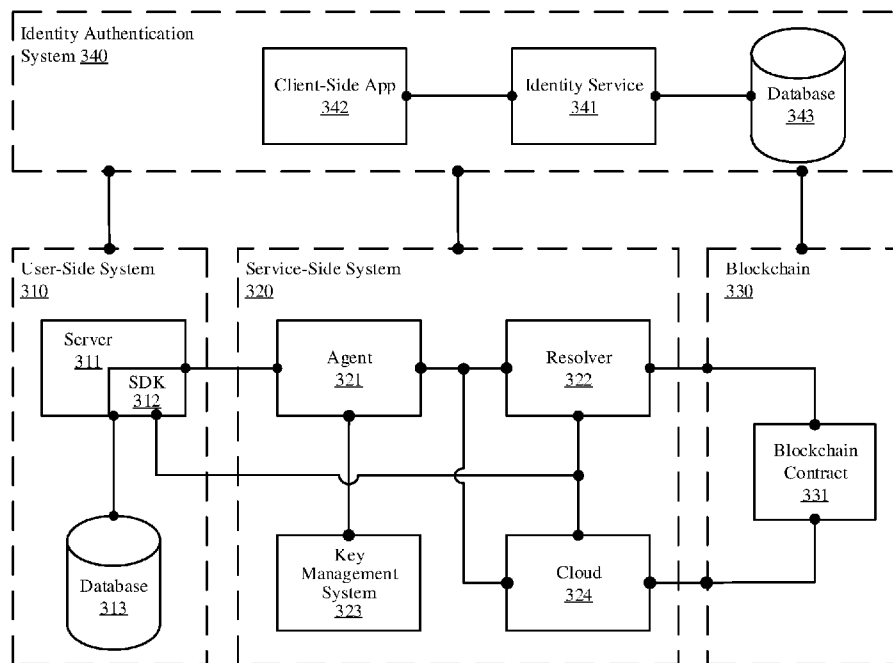 Identity Authentication
System 340
Client-Side App
342
Identity Service
341
Database
343
User-Side System
310
Service-Side System
320
Blockchain
330
Server
311
SDK
312
Agent
321
Resolver
322
Blockchain
Contract
331
Database
313
Key
Management
System
323
Cloud
324